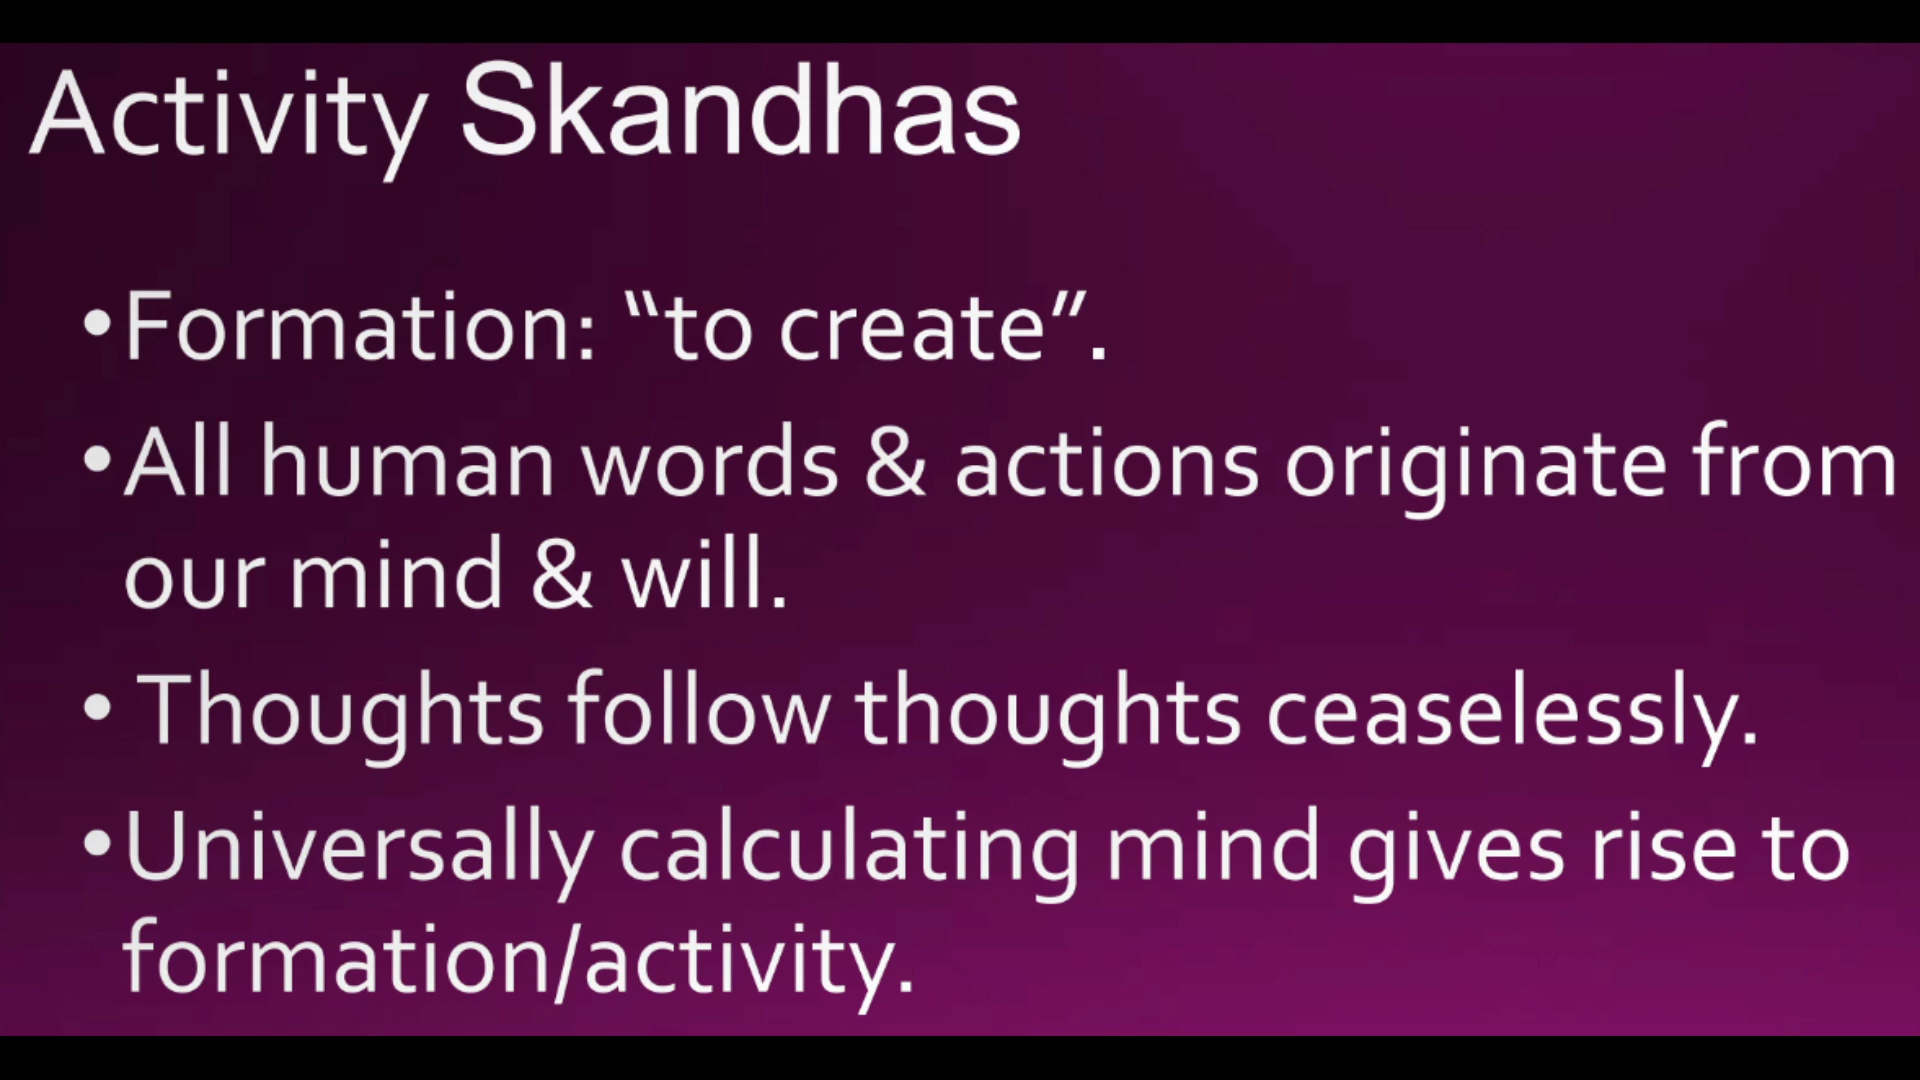 Activity Skandhas
•Formation: “to create”.
•All human words & actions originate from
our mind & will.
• Thoughts follow thoughts ceaselessly.
•Universally calculating mind gives rise to
formation/activity.